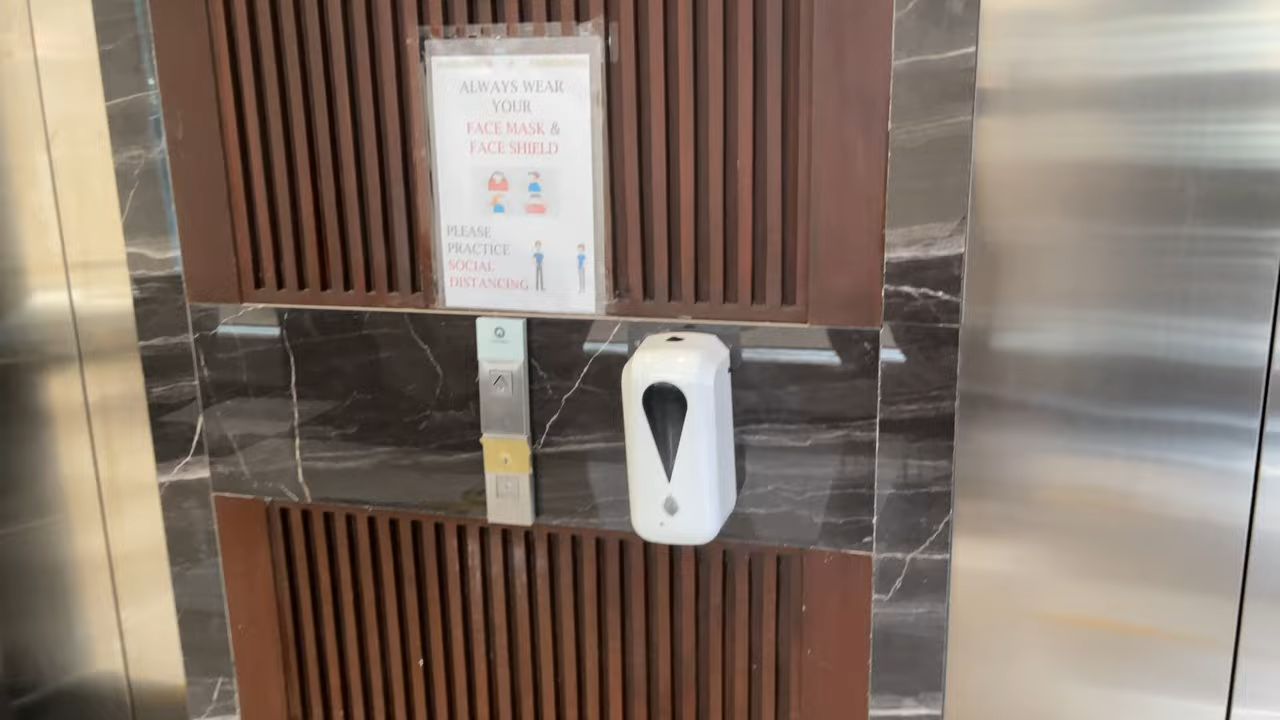 ALWAYS WEAR
YOUR
FACE MASK &
FACE SHIELD
PLEASE
PRACTICE
SOCIAL
DISTANCING